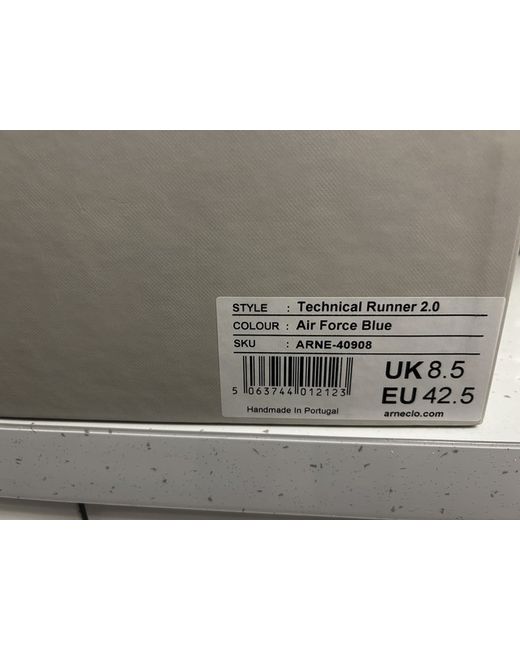 STYLE : Technical Runner 2.0
COLOUR : Air Force Blue
SKU : ARNE-40908
5 063744 012123
UK 8.5
EU 42.5
Handmade In Portugal
arneclo.com